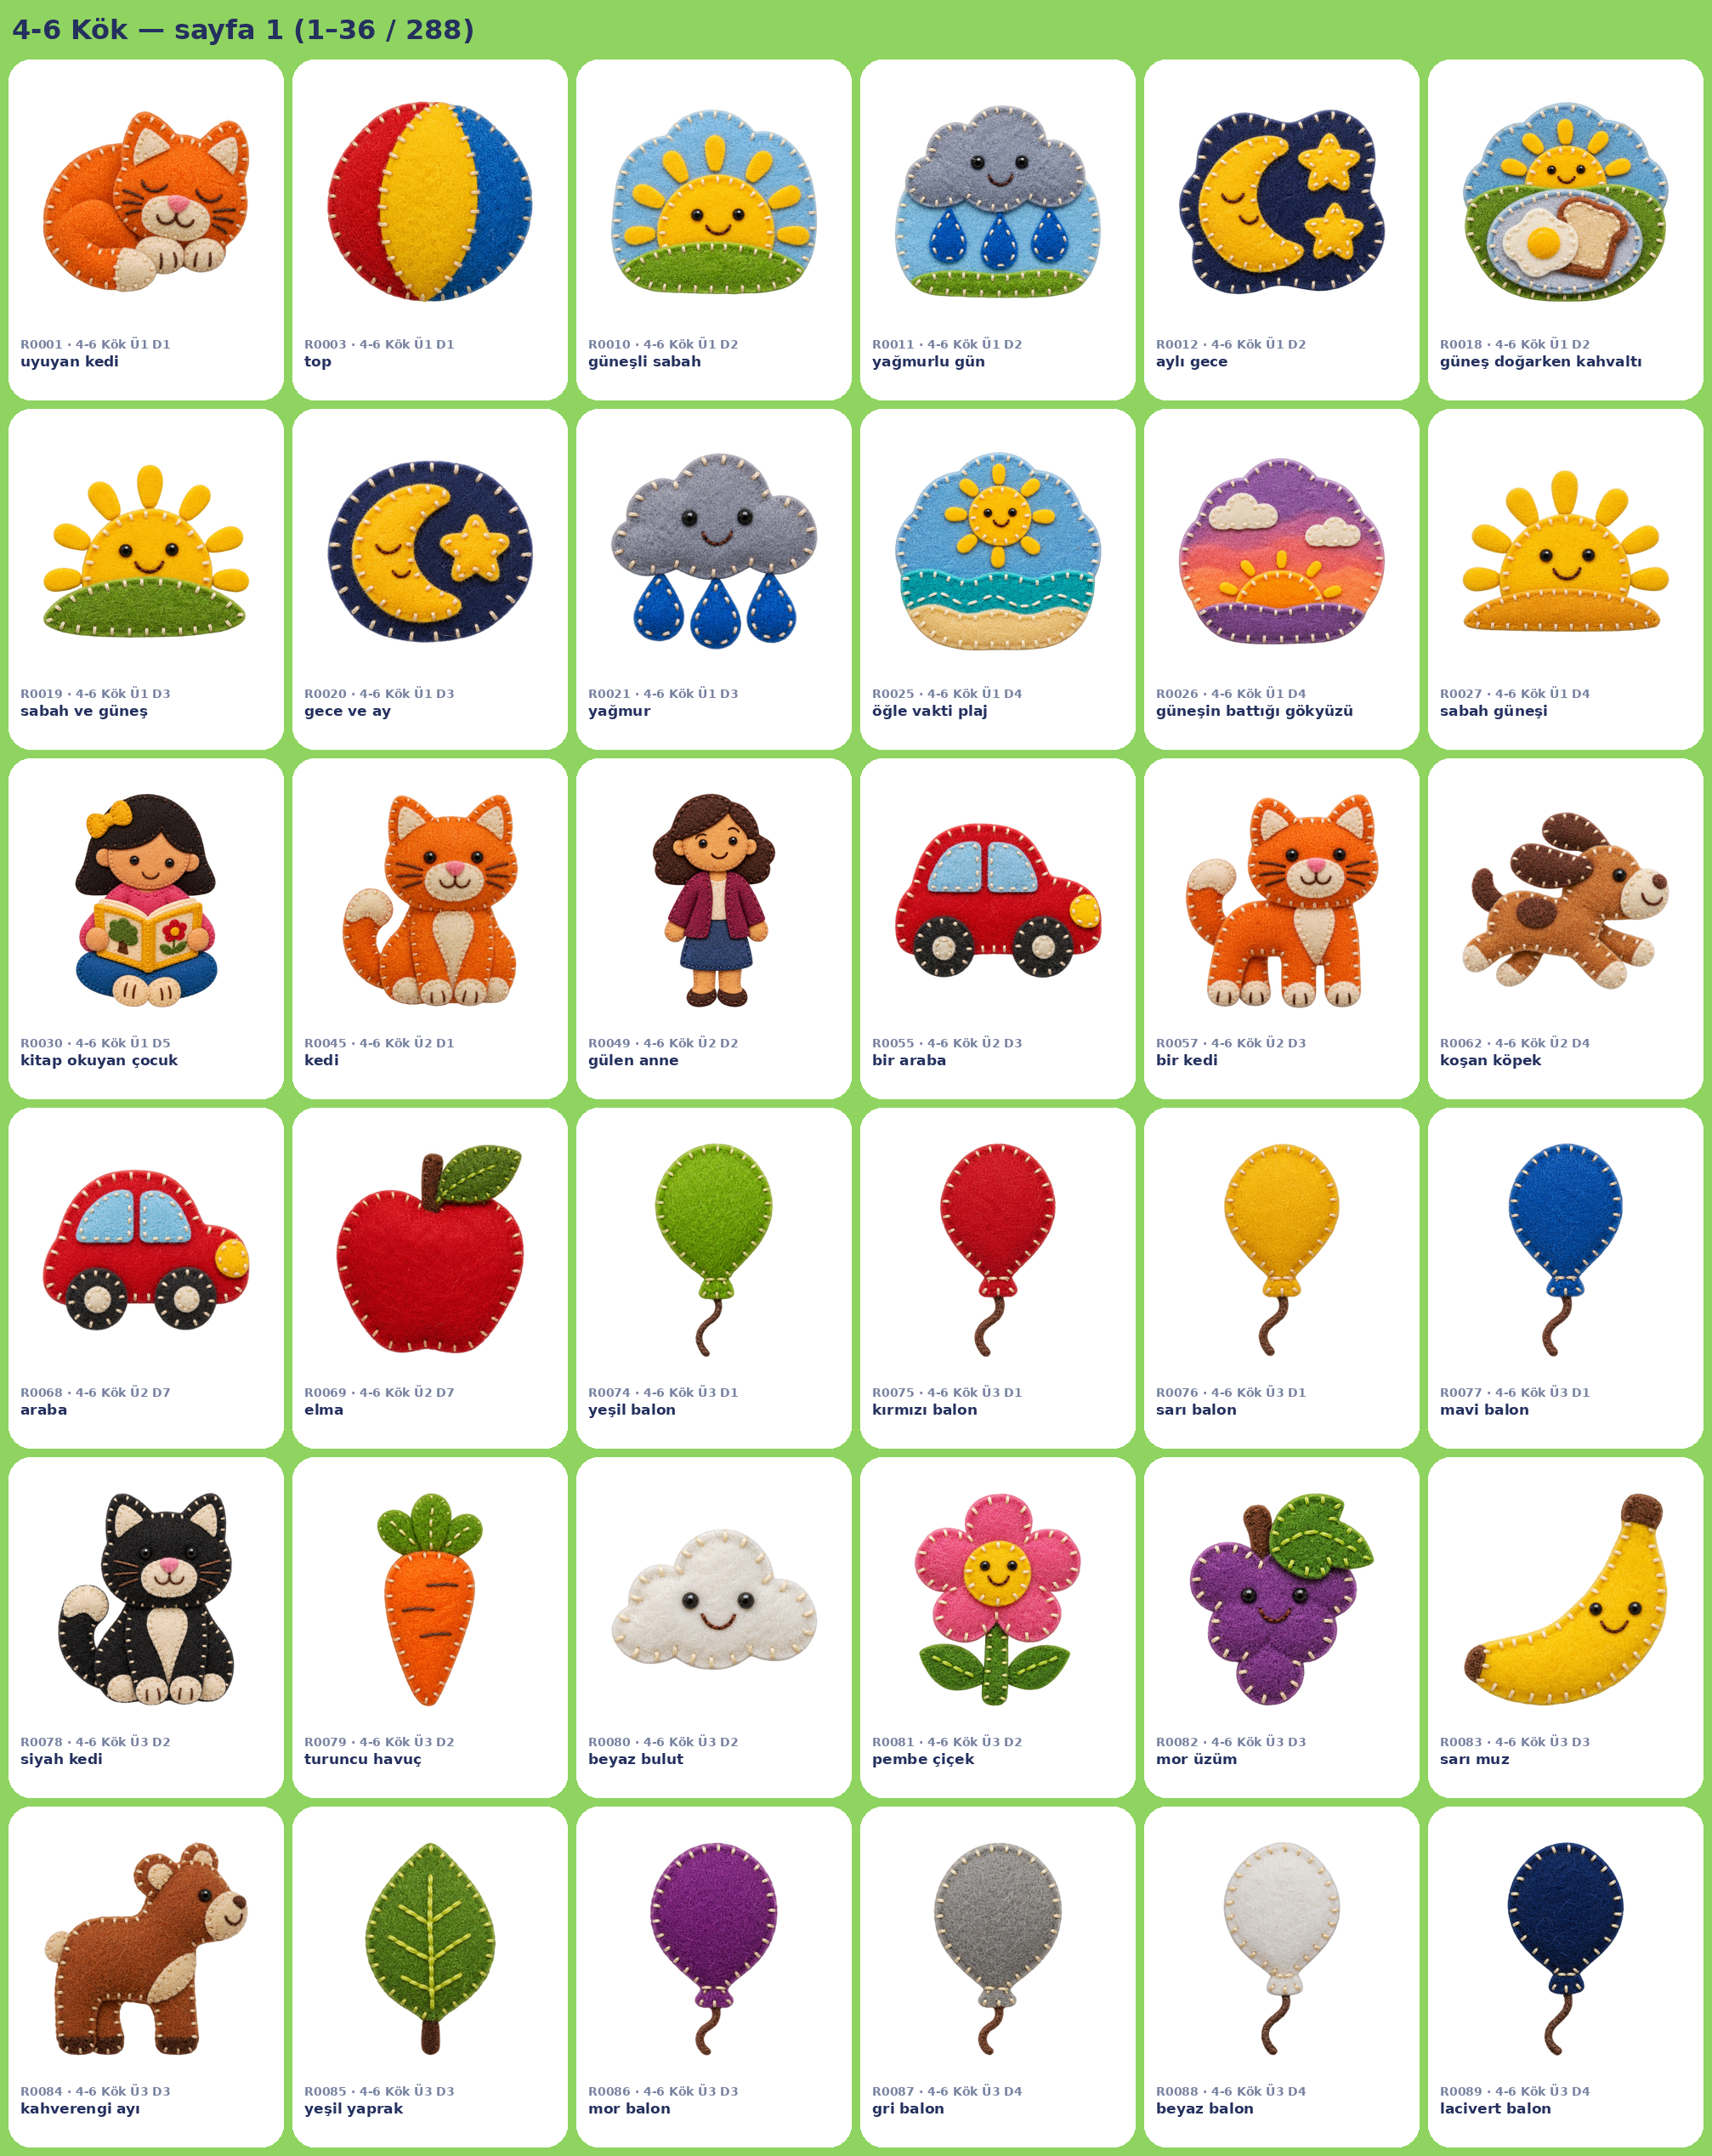 4-6 Kök — sayfa 1 (1–36 / 288)
R0001 · 4-6 Kök Ü1 D1
uyuyan kedi
R0003 · 4-6 Kök Ü1 D1
top
R0010 · 4-6 Kök Ü1 D2
güneşli sabah
R0011 · 4-6 Kök Ü1 D2
yağmurlu gün
R0012 · 4-6 Kök Ü1 D2
aylı gece
R0018 · 4-6 Kök Ü1 D2
güneş doğarken kahvaltı
R0019 · 4-6 Kök Ü1 D3
sabah ve güneş
R0020 · 4-6 Kök Ü1 D3
gece ve ay
R0021 · 4-6 Kök Ü1 D3
yağmur
R0025 · 4-6 Kök Ü1 D4
öğle vakti plaj
R0026 · 4-6 Kök Ü1 D4
güneşin battığı gökyüzü
R0027 · 4-6 Kök Ü1 D4
sabah güneşi
R0030 · 4-6 Kök Ü1 D5
kitap okuyan çocuk
R0045 · 4-6 Kök Ü2 D1
kedi
R0049 · 4-6 Kök Ü2 D2
gülen anne
R0055 · 4-6 Kök Ü2 D3
bir araba
R0057 · 4-6 Kök Ü2 D3
bir kedi
R0062 · 4-6 Kök Ü2 D4
koşan köpek
R0068 · 4-6 Kök Ü2 D7
araba
R0069 · 4-6 Kök Ü2 D7
elma
R0074 · 4-6 Kök Ü3 D1
yeşil balon
R0075 · 4-6 Kök Ü3 D1
kırmızı balon
R0076 · 4-6 Kök Ü3 D1
sarı balon
R0077 · 4-6 Kök Ü3 D1
mavi balon
R0078 · 4-6 Kök Ü3 D2
siyah kedi
R0079 · 4-6 Kök Ü3 D2
turuncu havuç
R0080 · 4-6 Kök Ü3 D2
beyaz bulut
R0081 · 4-6 Kök Ü3 D2
pembe çiçek
R0082 · 4-6 Kök Ü3 D3
mor üzüm
R0083 · 4-6 Kök Ü3 D3
sarı muz
R0084 · 4-6 Kök Ü3 D3
kahverengi ayı
R0085 · 4-6 Kök Ü3 D3
yeşil yaprak
R0086 · 4-6 Kök Ü3 D3
mor balon
R0087 · 4-6 Kök Ü3 D4
gri balon
R0088 · 4-6 Kök Ü3 D4
beyaz balon
R0089 · 4-6 Kök Ü3 D4
lacivert balon